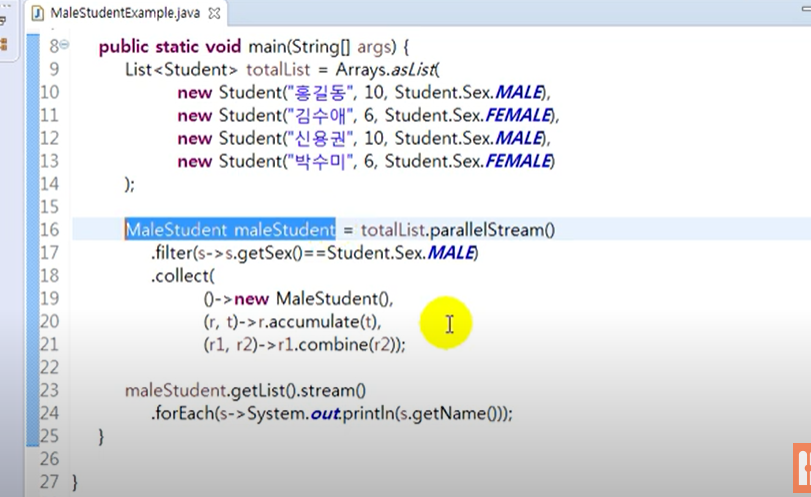 MaleStudentExample.java
8 public static void main(String[] args) {
9 List<Student> totalList = Arrays.asList(
10 new Student("홍길동", 10, Student.Sex.MALE),
11 new Student("김수애", 6, Student.Sex.FEMALE),
12 new Student("신용권", 10, Student.Sex.MALE),
13 new Student("박수미", 6, Student.Sex.FEMALE)
14 );
15
16 MaleStudent maleStudent = totalList.parallelStream()
17 .filter(s->s.getSex()==Student.Sex.MALE)
18 .collect(
19 ()->new MaleStudent(),
20 (r, t)->r.accumulate(t),
21 (r1, r2)->r1.combine(r2));
22
23 maleStudent.getList().stream()
24 .forEach(s->System.out.println(s.getName()));
25 }
26
27 }